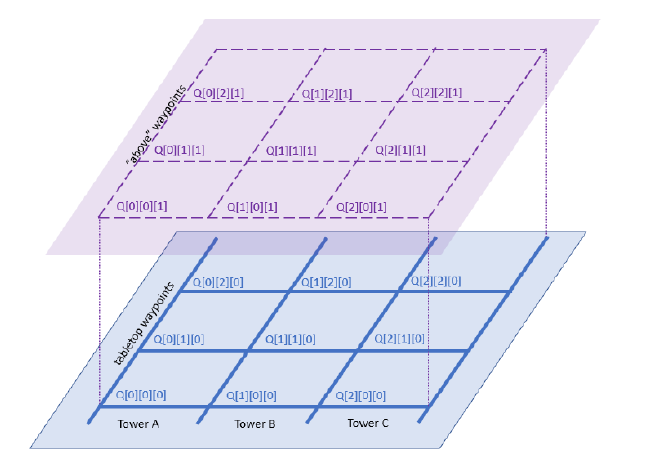 Q[0][2][1] Q[1][2][1] Q[2][2][1]
"above" waypoints
Q[0][1][1] Q[1][1][1] Q[2][1][1]
Q[0][0][1] Q[1][0][1] Q[2][0][1]
Q[0][2][0] Q[1][2][0] Q[2][2][0]
tabletop waypoints
Q[0][1][0] Q[1][1][0] Q[2][1][0]
Q[0][0][0] Q[1][0][0] Q[2][0][0]
Tower A Tower B Tower C